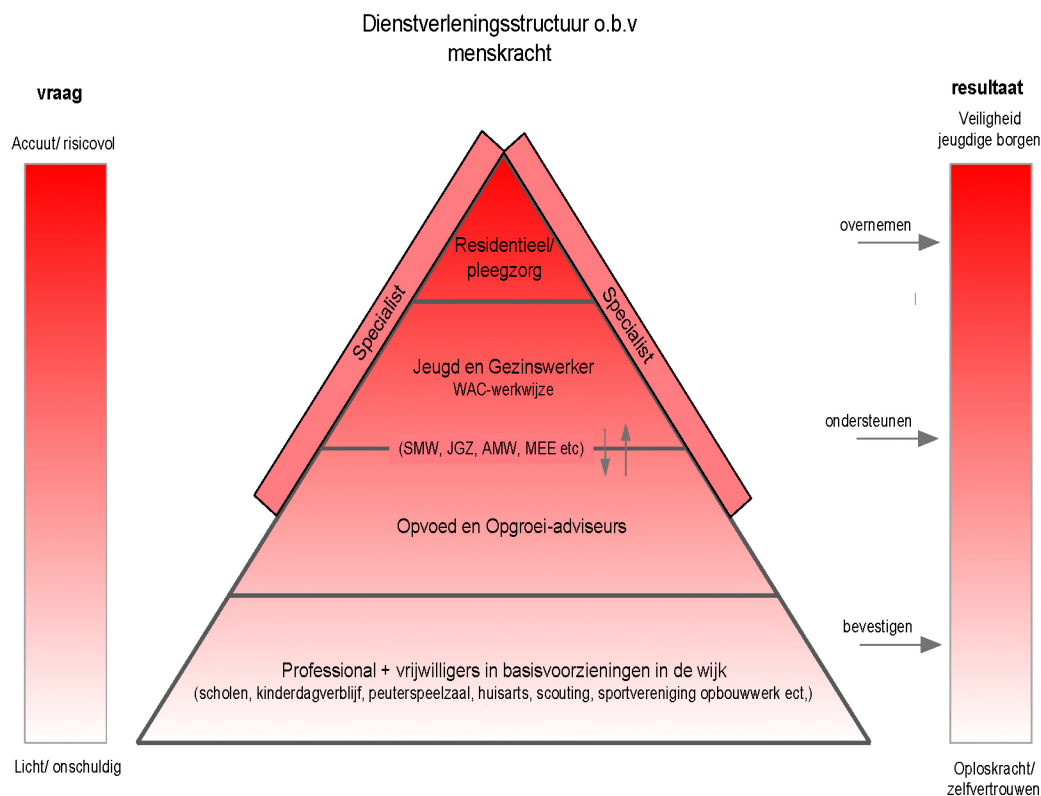 Dienstverleningsstructuur o.b.v
menskracht
vraag
Accuut/ risicovol
resultaat
Veiligheid
jeugdige borgen
Specialist
Specialist
Residentieel/
pleegzorg
overnemen
Jeugd en Gezinswerker
WAC-werkwijze
ondersteunen
(SMW, JGZ, AMW, MEE etc)
Opvoed en Opgroei-adviseurs
bevestigen
Professional + vrijwilligers in basisvoorzieningen in de wijk
(scholen, kinderdagverblijf, peuterspeelzaal, huisarts, scouting, sportvereniging opbouwwerk ect,)
Licht/ onschuldig
Oploskracht/
zelfvertrouwen